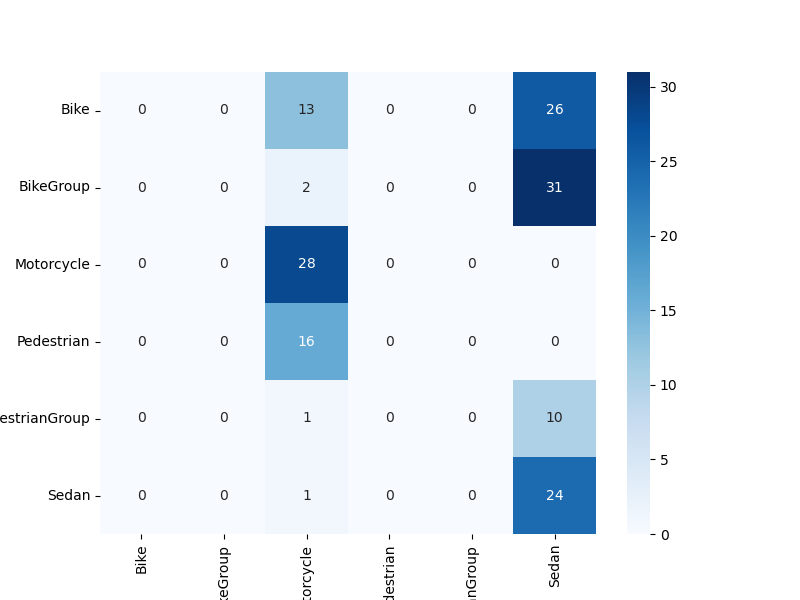 Bike 0 0 13 0 0 26
BikeGroup 0 0 2 0 0 31
Motorcycle 0 0 28 0 0 0
Pedestrian 0 0 16 0 0 0
estrianGroup 0 0 1 0 0 10
Sedan 0 0 1 0 0 24
Bike
keGroup
torcycle
destrian
nGroup
Sedan
30
25
20
15
10
5
0